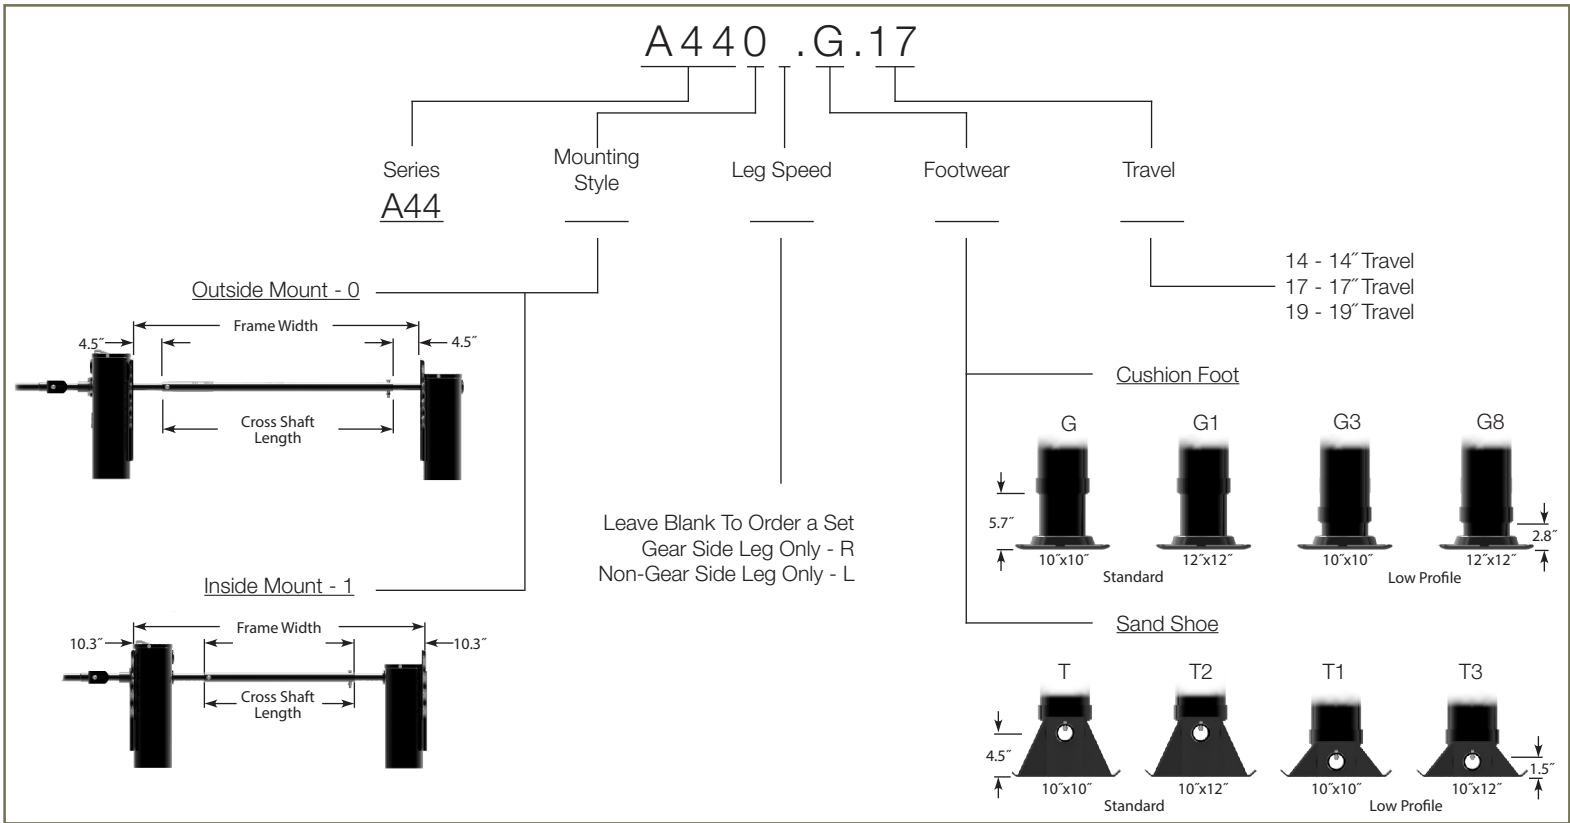 A440 .G.17
Series
Mounting
Style
Leg Speed
Footwear
Travel
A44
14 - 14˝ Travel
17 - 17˝ Travel
19 - 19˝ Travel
Outside Mount - 0
Frame Width
4.5˝
4.5˝
Cross Shaft
Length
Cushion Foot
G
G1
G3
G8
5.7˝
2.8˝
10˝x10˝
12˝x12˝
10˝x10˝
12˝x12˝
Standard
Low Profile
Leave Blank To Order a Set
Gear Side Leg Only - R
Non-Gear Side Leg Only - L
Inside Mount - 1
Frame Width
10.3˝
10.3˝
Cross Shaft
Length
Sand Shoe
T
T2
T1
T3
4.5˝
1.5˝
10˝x10˝
10˝x12˝
10˝x10˝
10˝x12˝
Standard
Low Profile